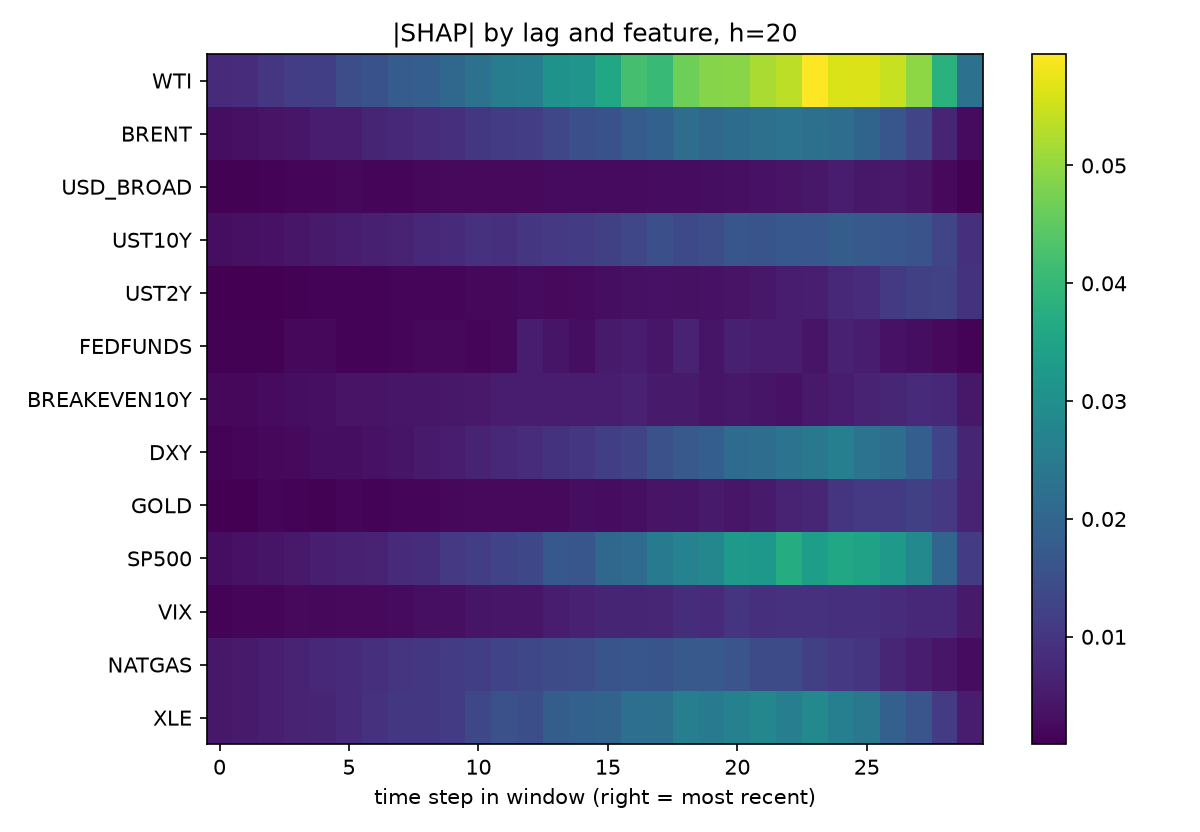 |SHAP| by lag and feature, h=20
WTI
BRENT
USD_BROAD
UST10Y
UST2Y
FEDFUNDS
BREAKEVEN10Y
DXY
GOLD
SP500
VIX
NATGAS
XLE
0 5 10 15 20 25
time step in window (right = most recent)
0.05
0.04
0.03
0.02
0.01